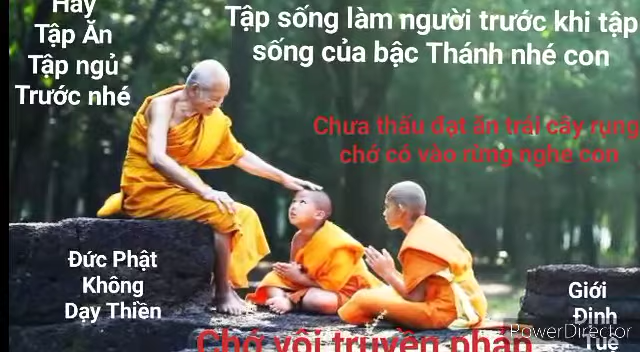 Hãy
Tập Ăn
Tập ngủ
Trước nhé
Tập sống làm người trước khi tập
sống của bậc Thánh nhé con
Chưa thấu đạt ăn trái cây rụng
chớ có vào rừng nghe con
Đức Phật
Không
Dạy Thiền
Giới
Định
Tuệ
Chớ vội truyền pháp
PowerDirector